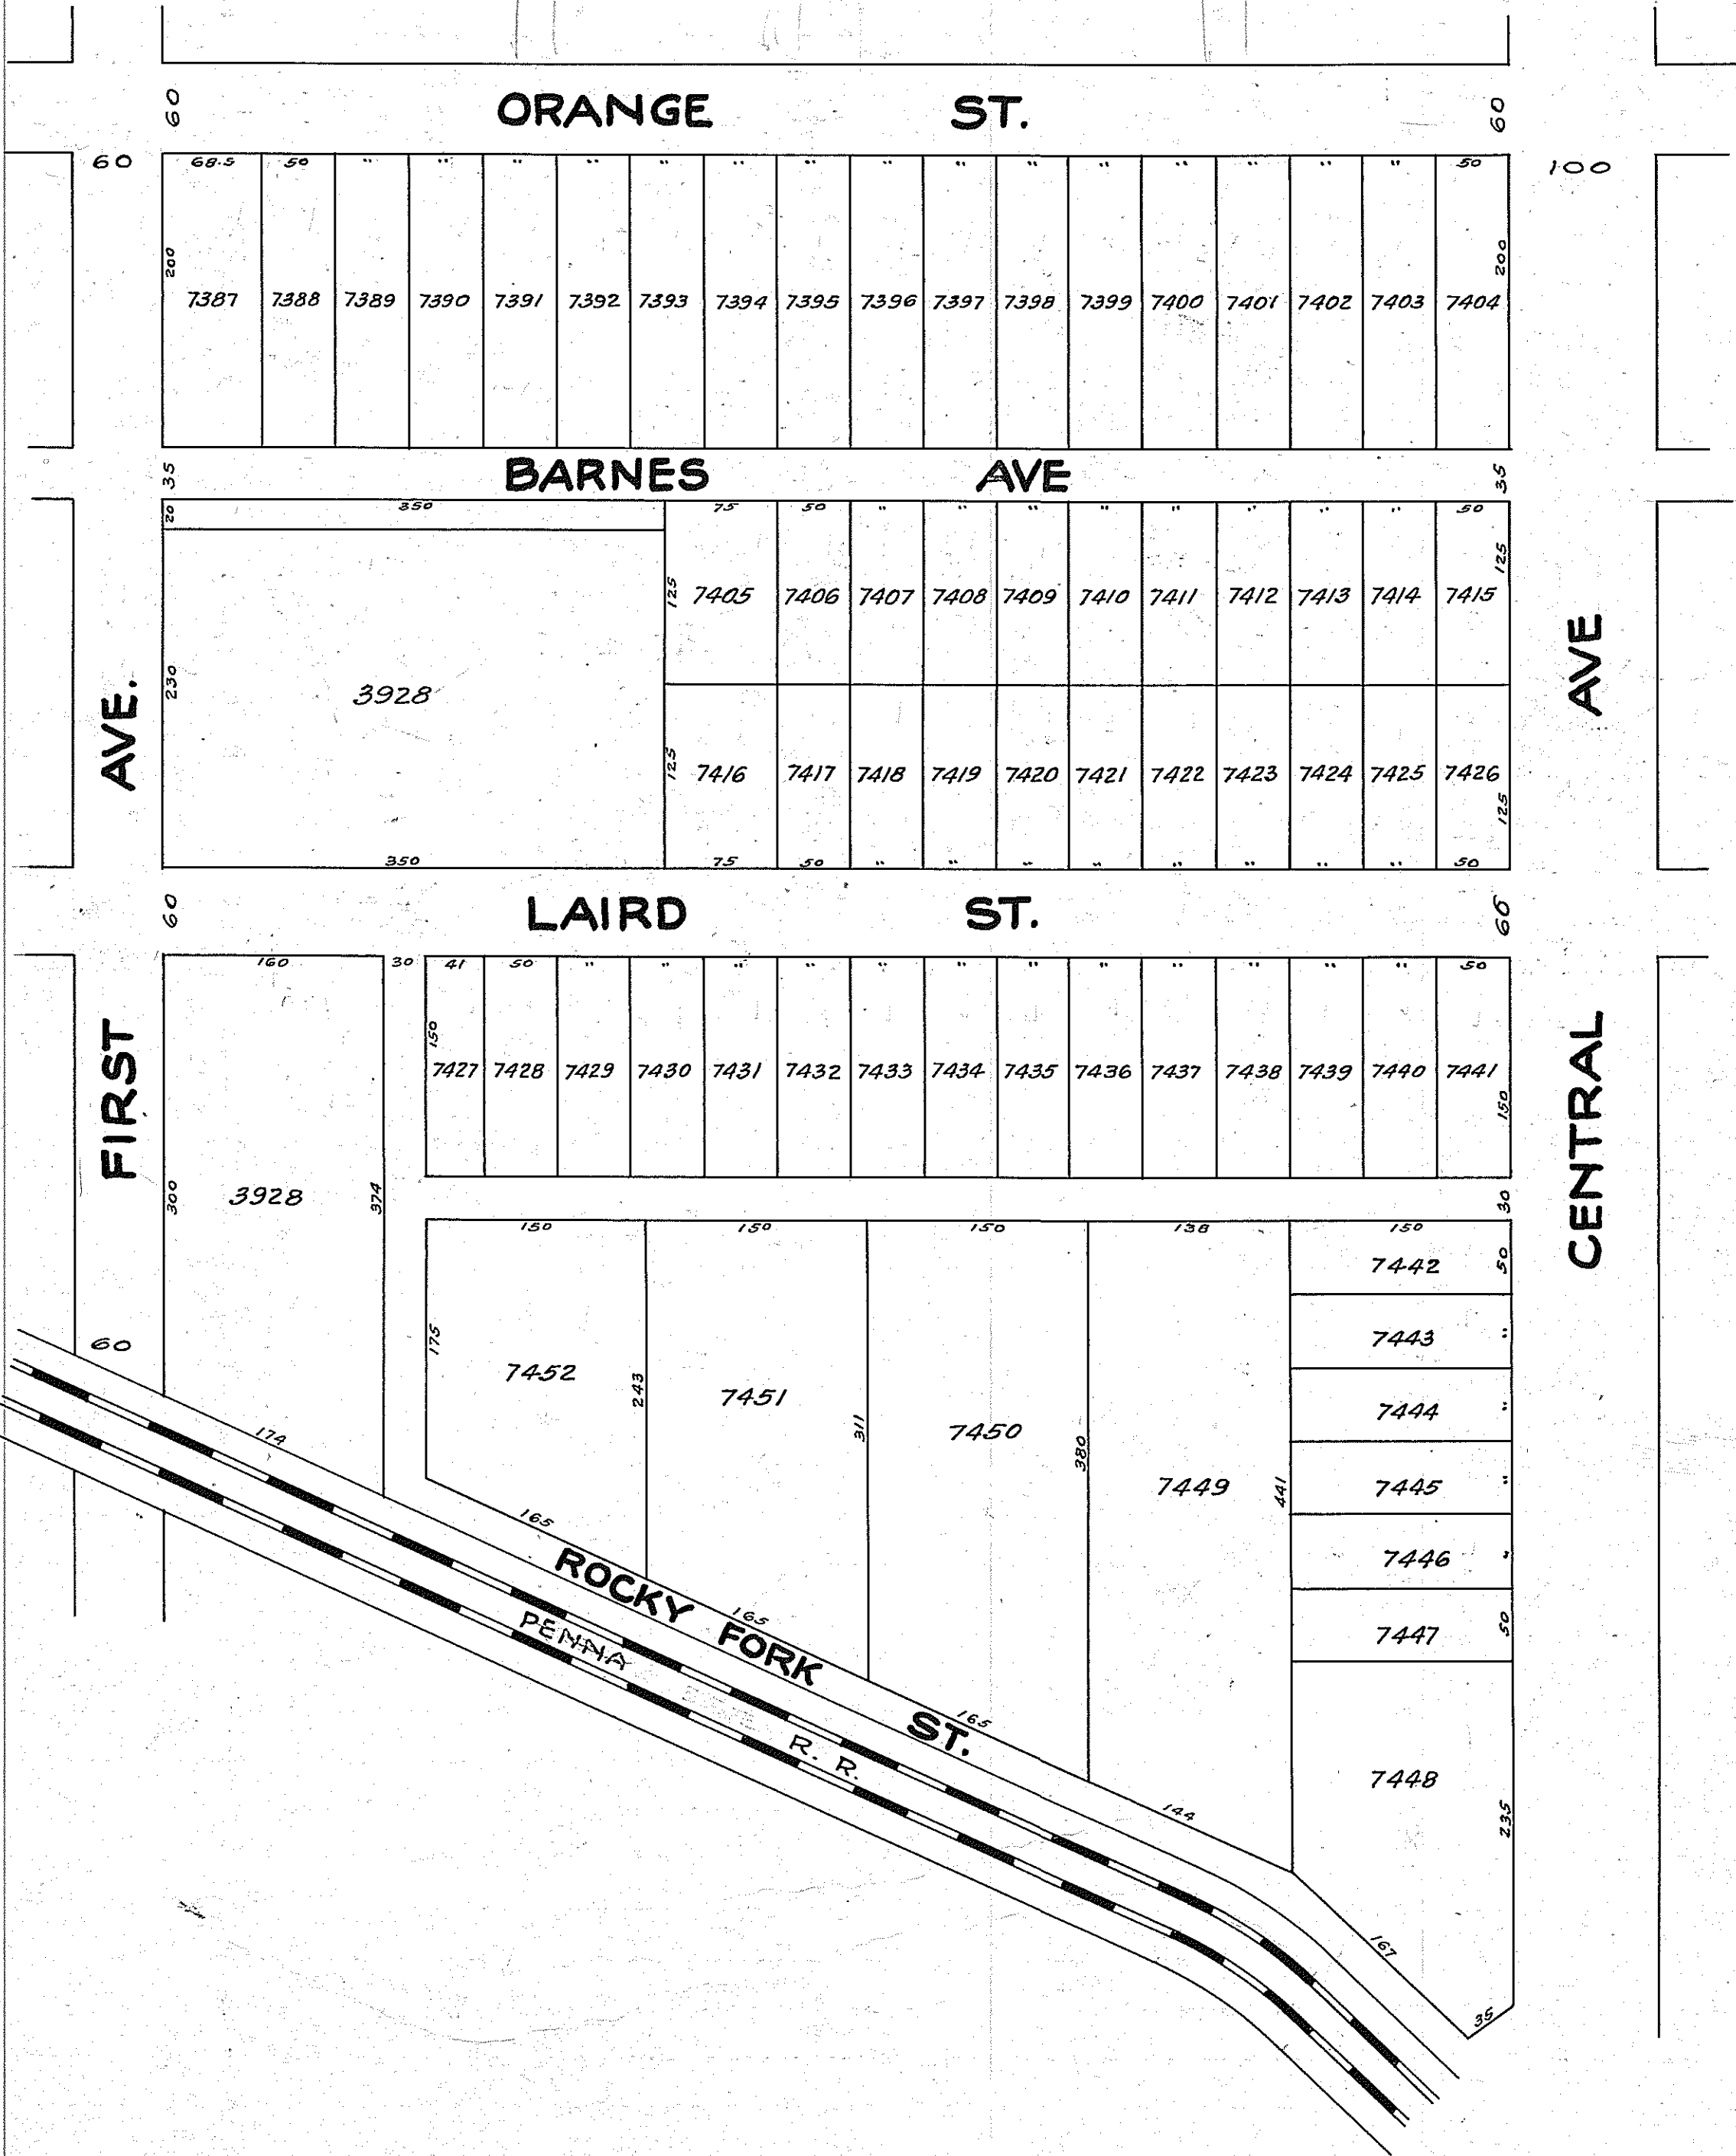 ORANGE ST.
60 60
60 68.5 50 " " " " " " " " " " " " " " " 50 100
200 200
7387 7388 7389 7390 7391 7392 7393 7394 7395 7396 7397 7398 7399 7400 7401 7402 7403 7404
35 BARNES AVE 35
20 350 75 50 " " " " " " " " 50
125 7405 7406 7407 7408 7409 7410 7411 7412 7413 7414 7415 125
230 3928
125 7416 7417 7418 7419 7420 7421 7422 7423 7424 7425 7426 125
350 75 50 " " " " " " " " 50
FIRST AVE.
CENTRAL AVE
60 LAIRD ST. 60
160 30 41 50 " " " " " " " " " " " " 50
150 150
7427 7428 7429 7430 7431 7432 7433 7434 7435 7436 7437 7438 7439 7440 7441
300 3928 374
30
150 150 150 138 150
7442 50
7443 "
7444 "
7445 "
7446 "
7447 50
7448 235
175 7452 243 7451 311 7450 380 7449 441
60
174
165 165 165 144 167 35
ROCKY FORK ST.
PENNA R. R.